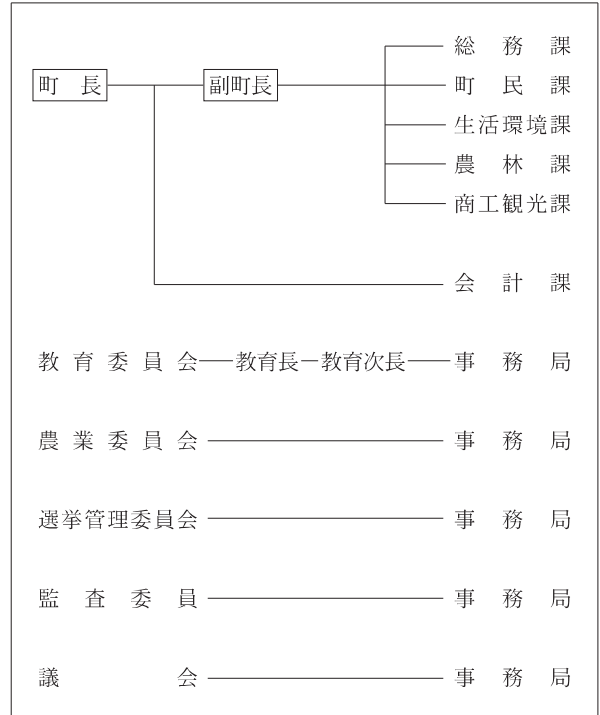 総務課
町長 副町長 町民課
生活環境課
農林課
商工観光課
会計課
教育委員会 教育長 教育次長 事務局
農業委員会 事務局
選挙管理委員会 事務局
監査委員 事務局
議会 事務局